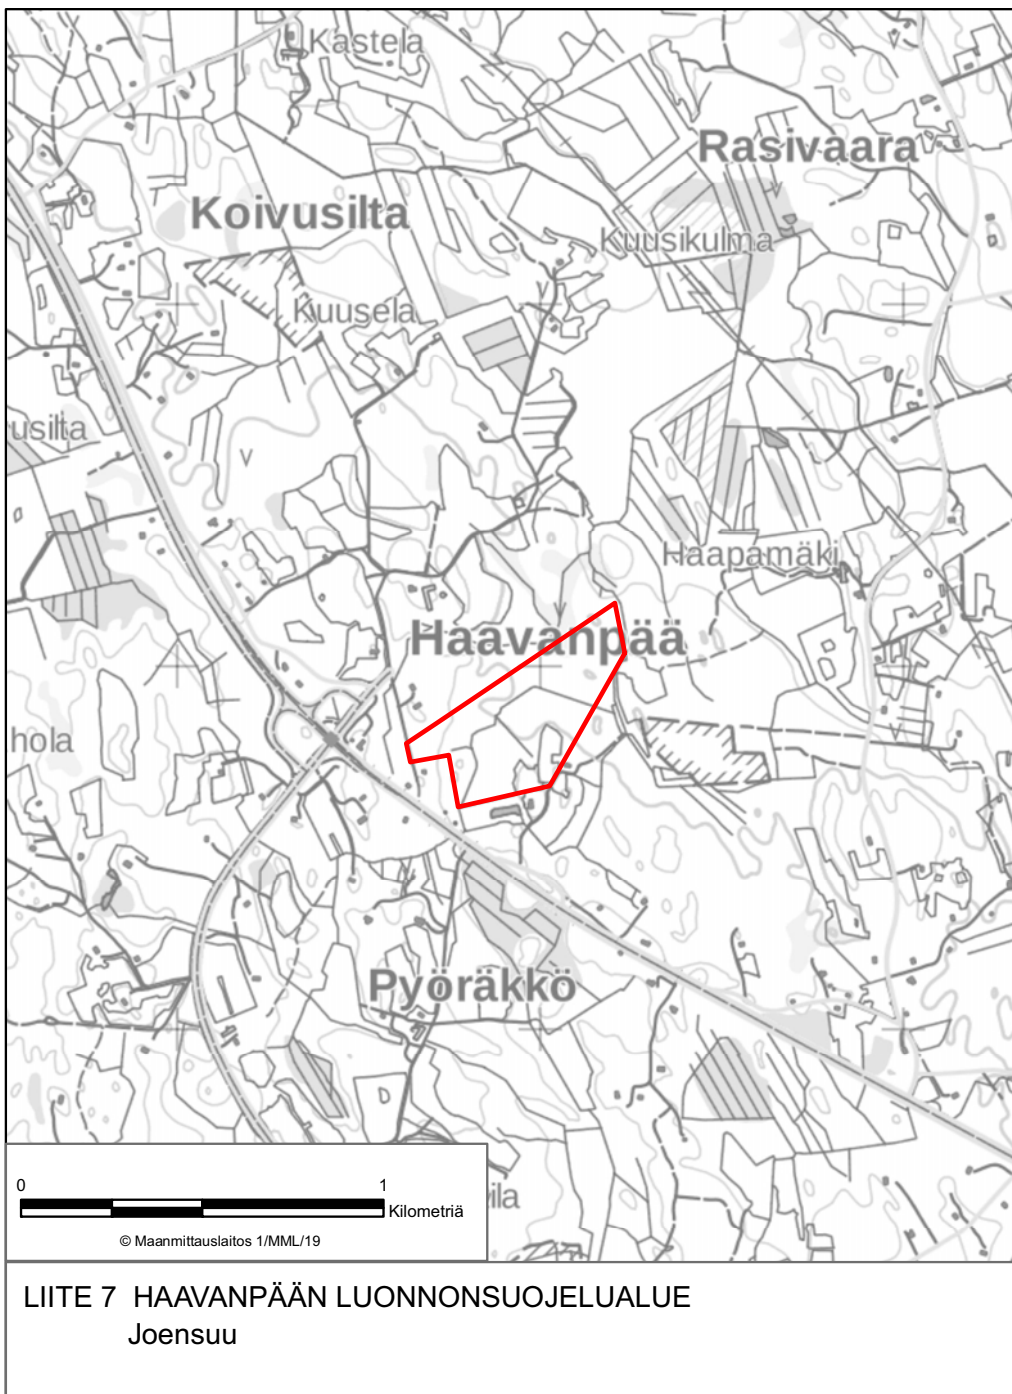 Kastela
Rasivaara
Koivusilta
Kuusikulma
Kuusela
usilta
Haapamäki
Haavanpää
hola
Pyöräkkö
ila
0 1
Kilometriä
© Maanmittauslaitos 1/MML/19
LIITE 7 HAAVANPÄÄN LUONNONSUOJELUALUE
Joensuu